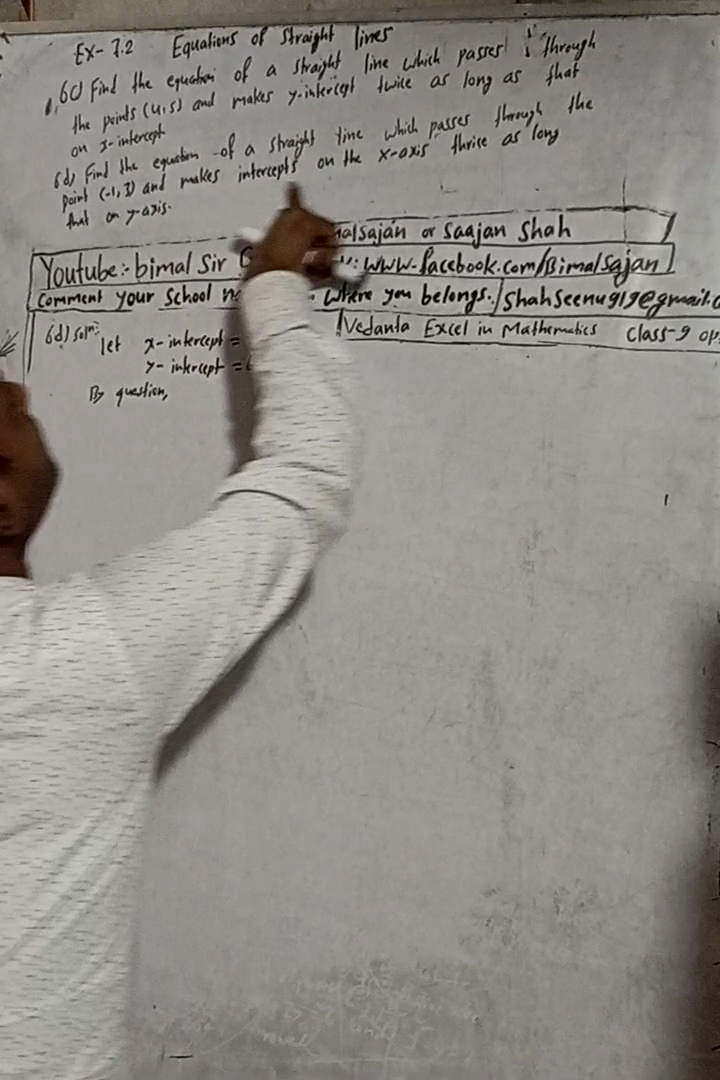 Ex- 7.2 Equations of Straight lines
6c) Find the equation of a straight line which passes through
the points (4,5) and makes y-intercept twice as long as that
on x-intercept
6d) Find the equation of a straight line which passes through the
point (-1,3) and makes intercepts on the x-axis thrice as long
that on y-axis.
malsajan or Saajan Shah
Youtube:- bimal Sir www.facebook.com/Bimalsajan
Comment your School where you belongs. shahseenu919@gmail.c
6d) soln: Vedanta Excel in Mathematics Class-9 op
let x-intercept =
y-intercept =
By question,